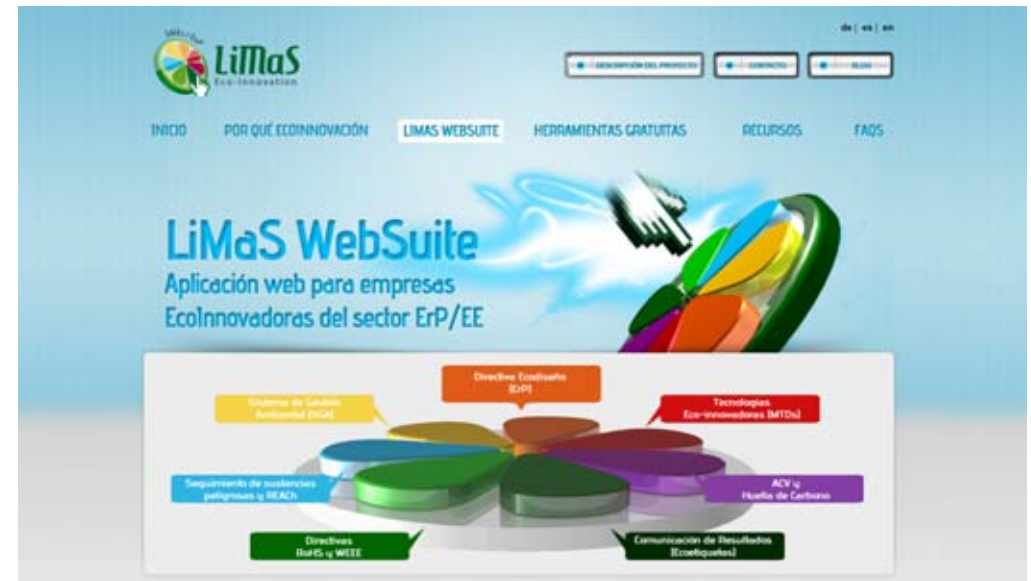 LiMaS
Eco-innovation
de | es | en
DESCRIPCIÓN DEL PROYECTO
CONTACTO
BLOG
INICIO
POR QUÉ ECOINNOVACIÓN
LIMAS WEBSUITE
HERRAMIENTAS GRATUITAS
RECURSOS
FAQS
LiMaS WebSuite
Aplicación web para empresas
EcoInnovadoras del sector ErP/EE
Directiva Ecodiseño
(ErP)
Sistema de Gestión
Ambiental (SGA)
Tecnologías
Eco-innovadoras (MTDs)
Seguimiento de sustancias
peligrosas y REACh
ACV y
Huella de Carbono
Directivas
RoHS y WEEE
Comunicación de Resultados
(Ecoetiquetas)